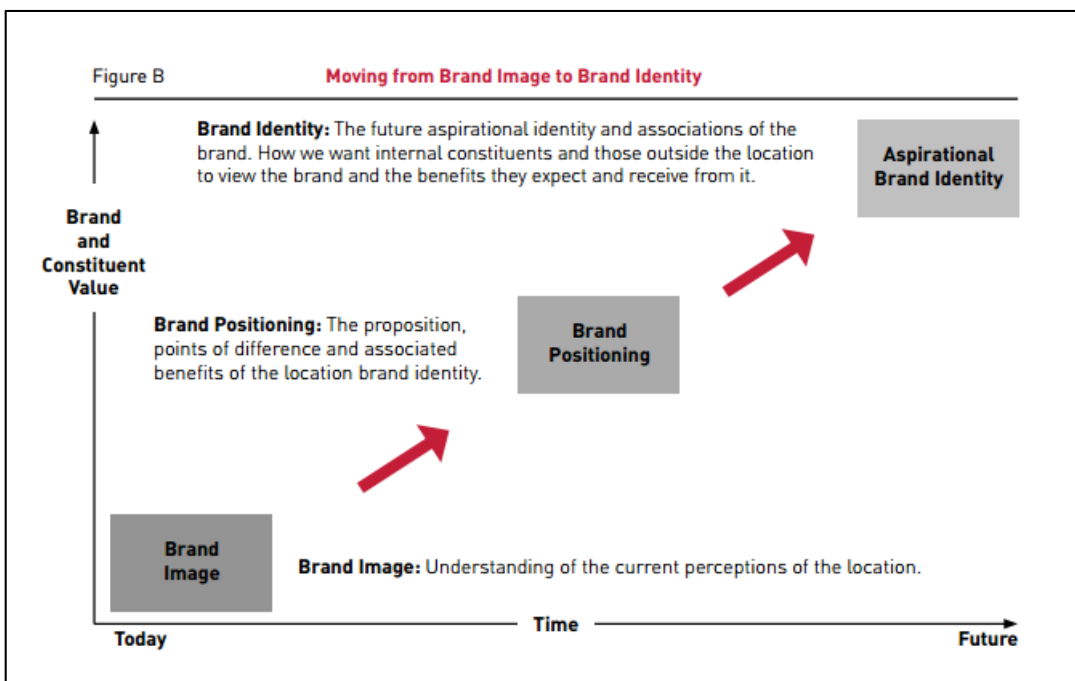 Figure B
Moving from Brand Image to Brand Identity
Brand Identity: The future aspirational identity and associations of the
brand. How we want internal constituents and those outside the location
to view the brand and the benefits they expect and receive from it.
Aspirational
Brand Identity
Brand
and
Constituent
Value
Brand Positioning: The proposition,
points of difference and associated
benefits of the location brand identity.
Brand
Positioning
Brand
Image
Brand Image: Understanding of the current perceptions of the location.
Today
Time
Future